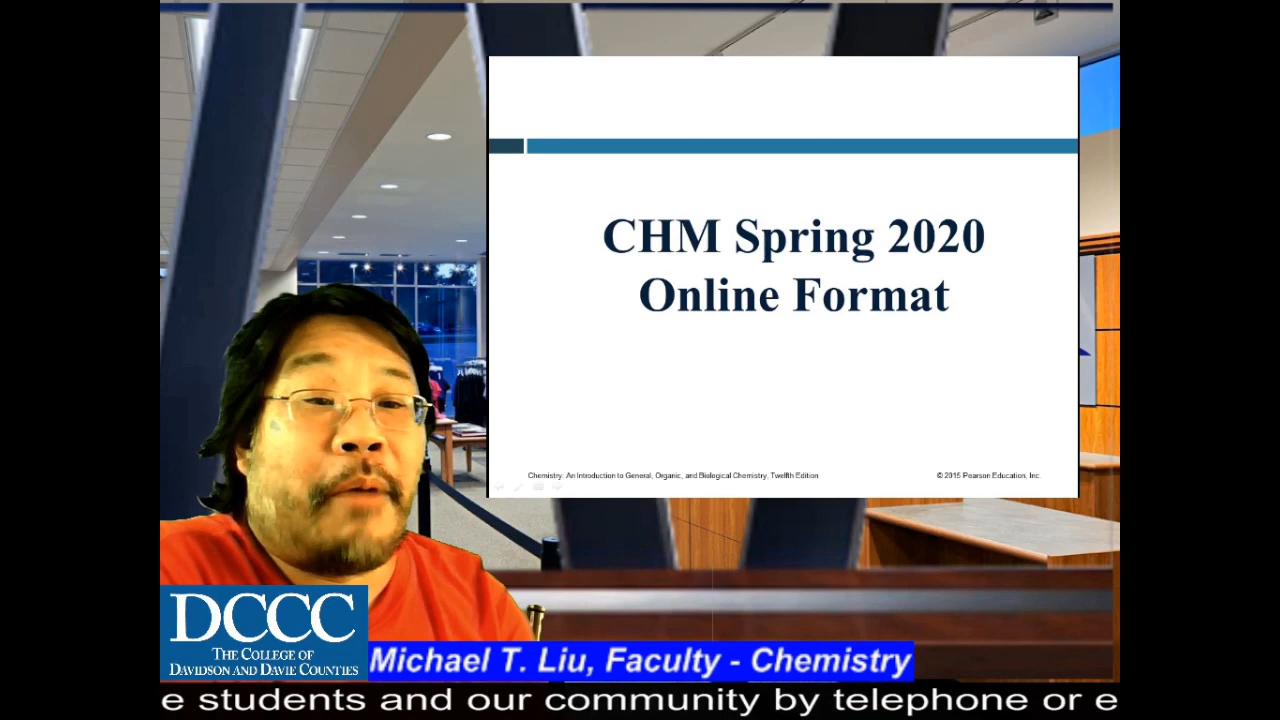 CHM Spring 2020
Online Format
Chemistry: An Introduction to General, Organic, and Biological Chemistry, Twelfth Edition
© 2015 Pearson Education, Inc.
DCCC
THE COLLEGE OF
DAVIDSON AND DAVIE COUNTIES
Michael T. Liu, Faculty - Chemistry
e students and our community by telephone or e